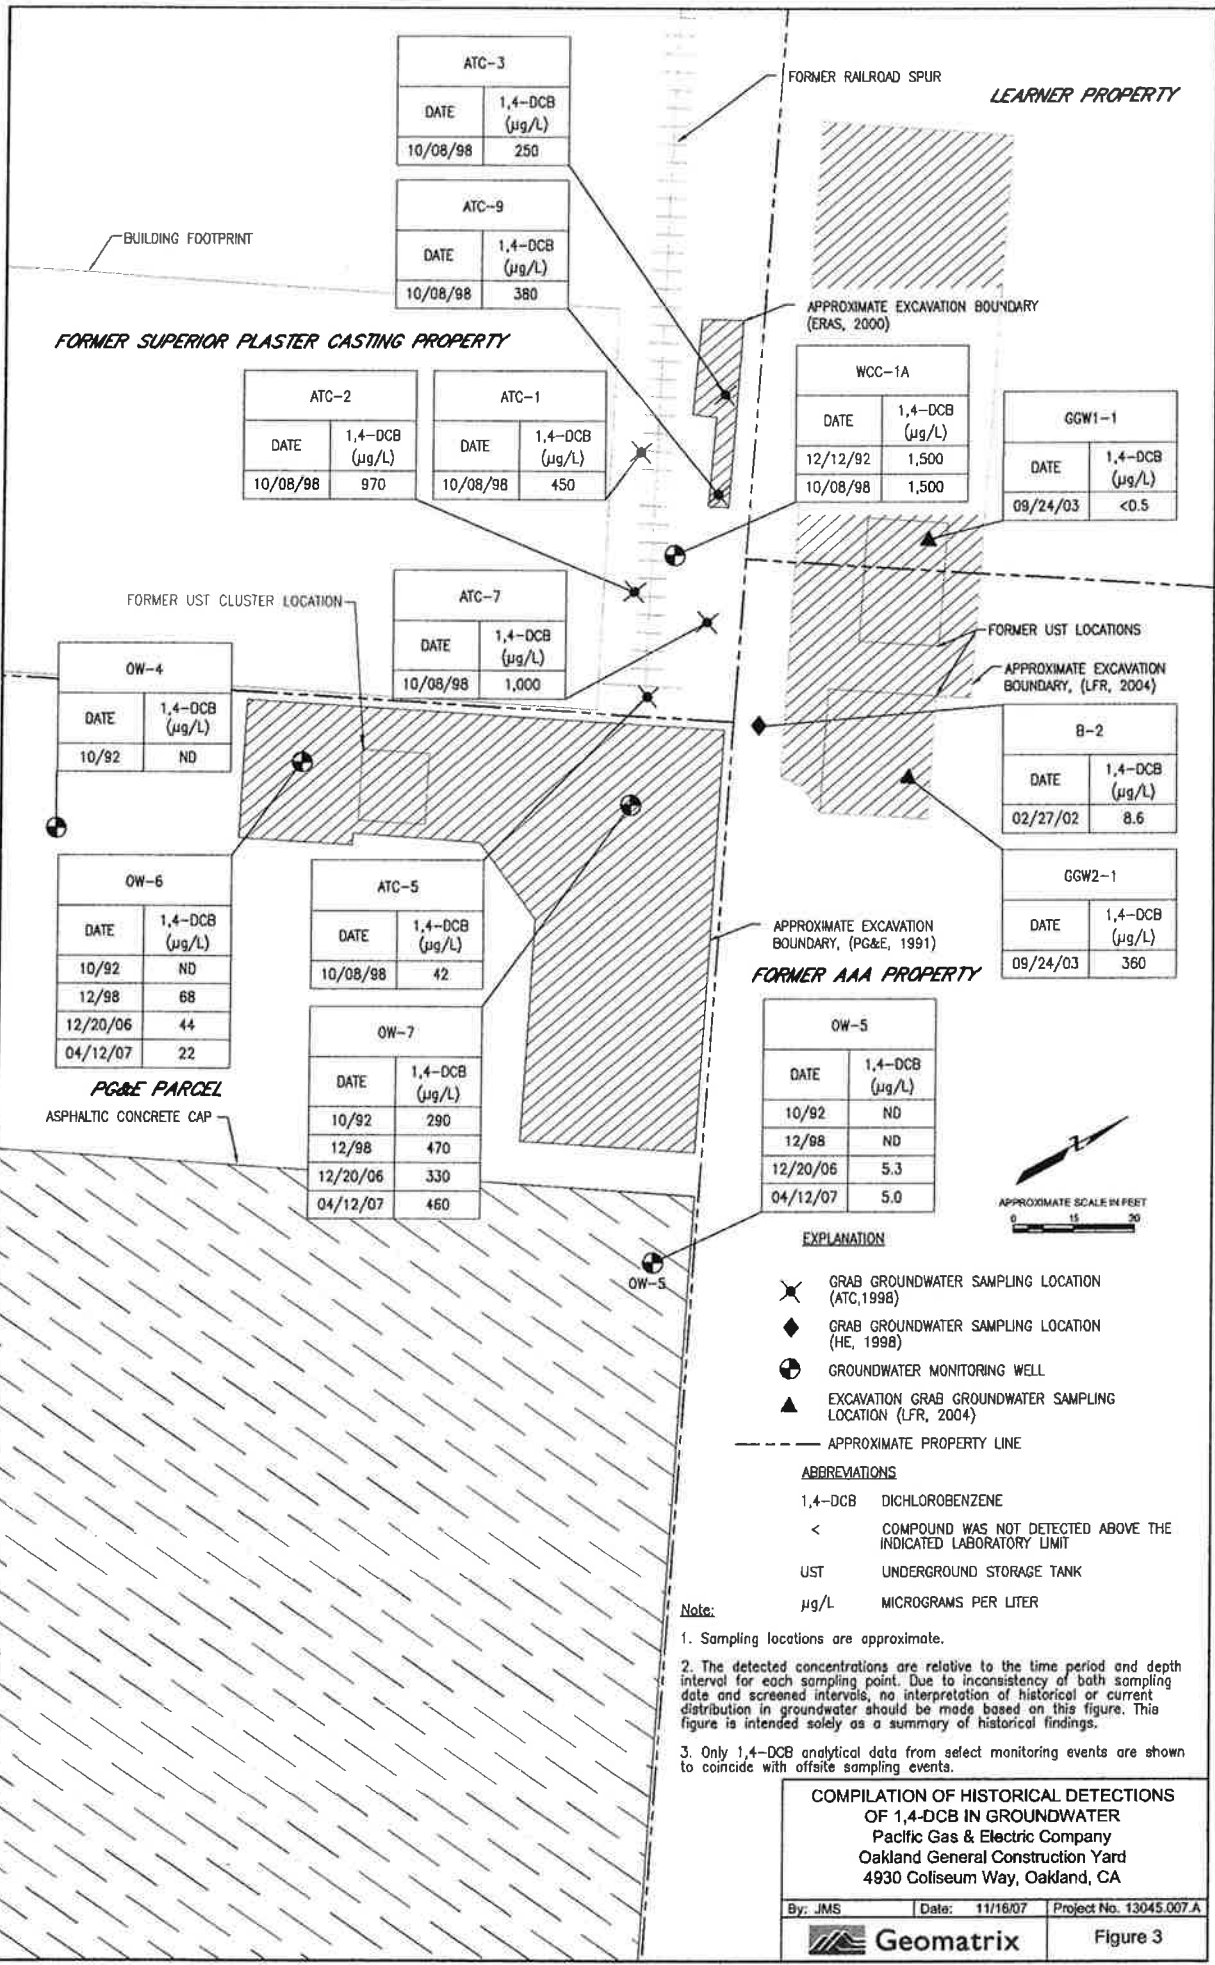 ATC-3
DATE 1,4-DCB (µg/L)
10/08/98 250
FORMER RAILROAD SPUR
LEARNER PROPERTY
ATC-9
DATE 1,4-DCB (µg/L)
10/08/98 380
BUILDING FOOTPRINT
APPROXIMATE EXCAVATION BOUNDARY
(ERAS, 2000)
FORMER SUPERIOR PLASTER CASTING PROPERTY
ATC-2
DATE 1,4-DCB (µg/L)
10/08/98 970
ATC-1
DATE 1,4-DCB (µg/L)
10/08/98 450
WCC-1A
DATE 1,4-DCB (µg/L)
12/12/92 1,500
10/08/98 1,500
GGW1-1
DATE 1,4-DCB (µg/L)
09/24/03 <0.5
FORMER UST CLUSTER LOCATION
ATC-7
DATE 1,4-DCB (µg/L)
10/08/98 1,000
FORMER UST LOCATIONS
APPROXIMATE EXCAVATION
BOUNDARY, (LFR, 2004)
OW-4
DATE 1,4-DCB (µg/L)
10/92 ND
B-2
DATE 1,4-DCB (µg/L)
02/27/02 8.6
OW-6
DATE 1,4-DCB (µg/L)
10/92 ND
12/98 68
12/20/06 44
04/12/07 22
ATC-5
DATE 1,4-DCB (µg/L)
10/08/98 42
GGW2-1
DATE 1,4-DCB (µg/L)
09/24/03 360
APPROXIMATE EXCAVATION
BOUNDARY, (PG&E, 1991)
FORMER AAA PROPERTY
OW-7
DATE 1,4-DCB (µg/L)
10/92 290
12/98 470
12/20/06 330
04/12/07 460
OW-5
DATE 1,4-DCB (µg/L)
10/92 ND
12/98 ND
12/20/06 5.3
04/12/07 5.0
PG&E PARCEL
ASPHALTIC CONCRETE CAP
Z
APPROXIMATE SCALE IN FEET
0 15 30
OW-5
EXPLANATION
GRAB GROUNDWATER SAMPLING LOCATION
(ATC,1998)
GRAB GROUNDWATER SAMPLING LOCATION
(HE, 1998)
GROUNDWATER MONITORING WELL
EXCAVATION GRAB GROUNDWATER SAMPLING
LOCATION (LFR, 2004)
APPROXIMATE PROPERTY LINE
ABBREVIATIONS
1,4-DCB DICHLOROBENZENE
< COMPOUND WAS NOT DETECTED ABOVE THE
INDICATED LABORATORY LIMIT
UST UNDERGROUND STORAGE TANK
µg/L MICROGRAMS PER LITER
Note:
1. Sampling locations are approximate.
2. The detected concentrations are relative to the time period and depth
interval for each sampling point. Due to inconsistency of both sampling
date and screened intervals, no interpretation of historical or current
distribution in groundwater should be made based on this figure. This
figure is intended solely as a summary of historical findings.
3. Only 1,4-DCB analytical data from select monitoring events are shown
to coincide with offsite sampling events.
COMPILATION OF HISTORICAL DETECTIONS
OF 1,4-DCB IN GROUNDWATER
Pacific Gas & Electric Company
Oakland General Construction Yard
4930 Coliseum Way, Oakland, CA
By: JMS Date: 11/16/07 Project No. 13045.007.A
Geomatrix Figure 3